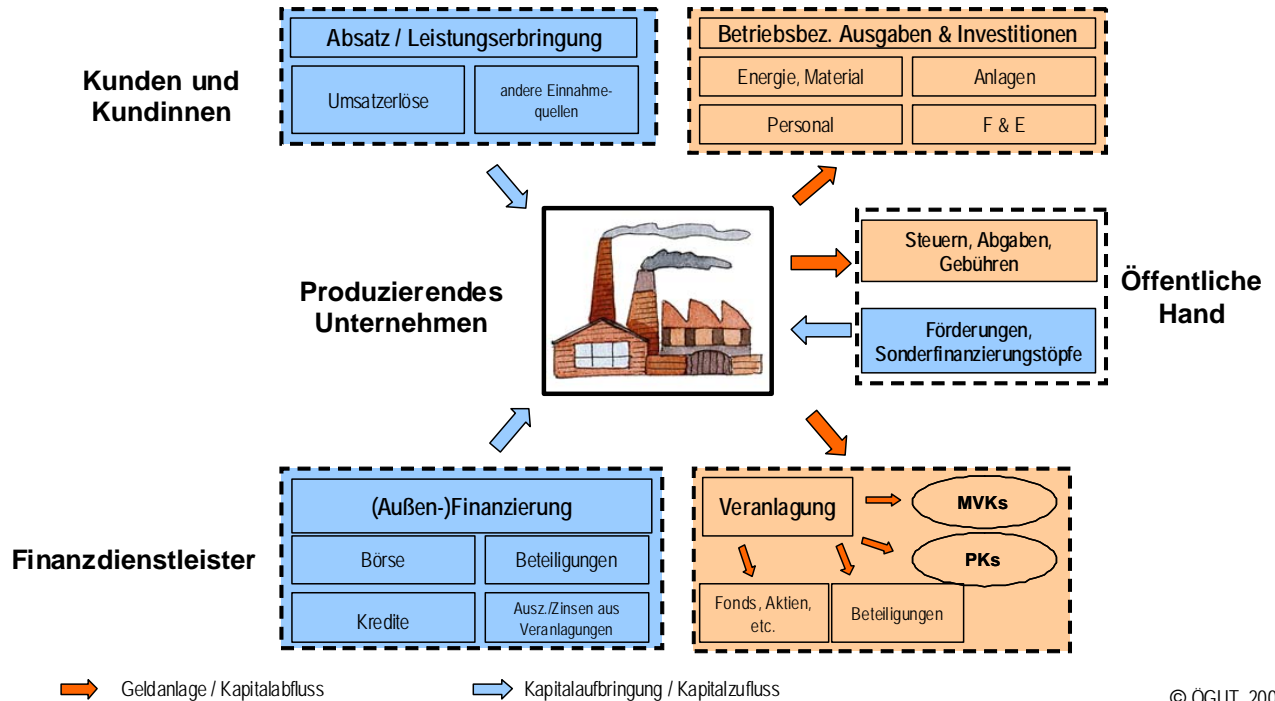 Absatz / Leistungserbringung
Betriebsbez. Ausgaben & Investitionen
Kunden und
Kundinnen
Umsatzerlöse
andere Einnahme-
quellen
Energie, Material
Anlagen
Personal
F & E
Produzierendes
Unternehmen
Steuern, Abgaben,
Gebühren
Förderungen,
Sonderfinanzierungstöpfe
Öffentliche
Hand
Finanzdienstleister
(Außen-)Finanzierung
Börse
Beteiligungen
Kredite
Ausz./Zinsen aus
Veranlagungen
Veranlagung
MVKs
PKs
Fonds, Aktien,
etc.
Beteiligungen
Geldanlage / Kapitalabfluss
Kapitalaufbringung / Kapitalzufluss
© ÖGUT